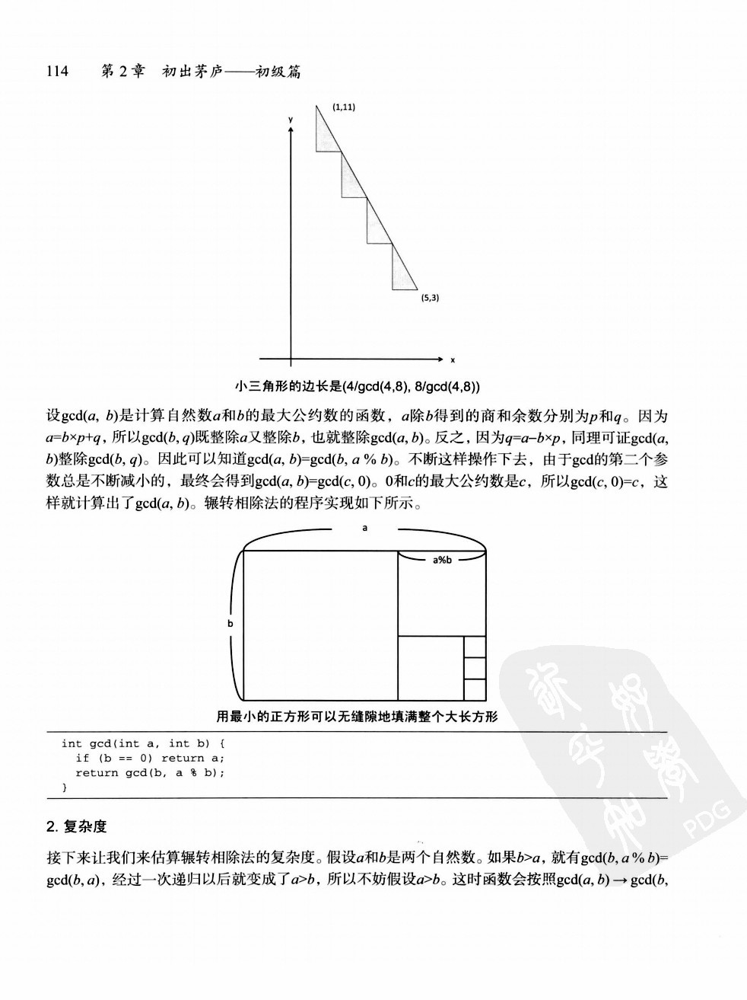 114 第2章 初出茅庐——初级篇
(1,11)
y
(5,3)
x
小三角形的边长是(4/gcd(4,8), 8/gcd(4,8))
设gcd(a, b)是计算自然数a和b的最大公约数的函数，a除b得到的商和余数分别为p和q。因为
a=b×p+q，所以gcd(b, q)既整除a又整除b，也就整除gcd(a, b)。反之，因为q=a−b×p，同理可证gcd(a,
b)整除gcd(b, q)。因此可以知道gcd(a, b)=gcd(b, a % b)。不断这样操作下去，由于gcd的第二个参
数总是不断减小的，最终会得到gcd(a, b)=gcd(c, 0)。0和c的最大公约数是c，所以gcd(c, 0)=c，这
样就计算出了gcd(a, b)。辗转相除法的程序实现如下所示。
a
a%b
b
用最小的正方形可以无缝隙地填满整个大长方形
int gcd(int a, int b) {
if (b == 0) return a;
return gcd(b, a % b);
}
2. 复杂度
接下来让我们来估算辗转相除法的复杂度。假设a和b是两个自然数。如果b>a，就有gcd(b, a % b)=
gcd(b, a)，经过一次递归以后就变成了a>b，所以不妨假设a>b。这时函数会按照gcd(a, b)→gcd(b,
PDG